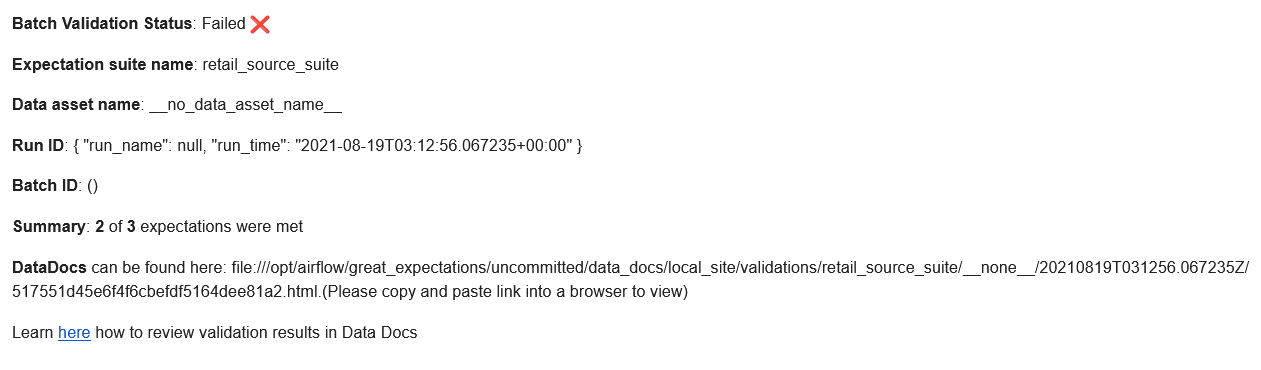 Batch Validation Status: Failed ❌
Expectation suite name: retail_source_suite
Data asset name: __no_data_asset_name__
Run ID: { "run_name": null, "run_time": "2021-08-19T03:12:56.067235+00:00" }
Batch ID: ()
Summary: 2 of 3 expectations were met
DataDocs can be found here: file:///opt/airflow/great_expectations/uncommitted/data_docs/local_site/validations/retail_source_suite/__none__/20210819T031256.067235Z/
517551d45e6f4f6cbefdf5164dee81a2.html.(Please copy and paste link into a browser to view)
Learn here how to review validation results in Data Docs